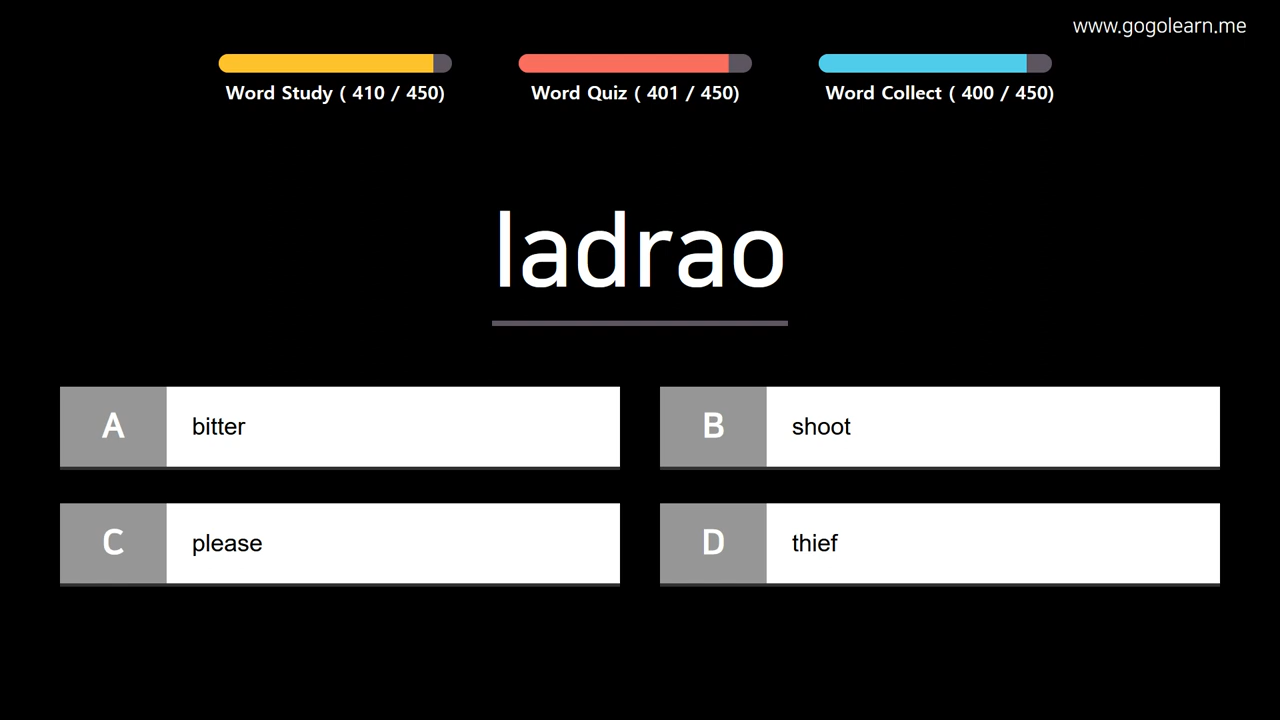 www.gogolearn.me
Word Study ( 410 / 450)
Word Quiz ( 401 / 450)
Word Collect ( 400 / 450)
ladrao
A bitter
B shoot
C please
D thief